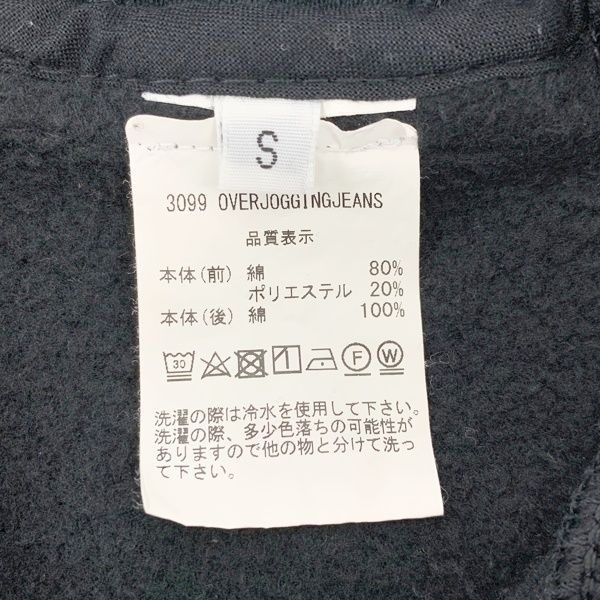 S
3099 OVERJOGGINGJEANS
品質表示
本体(前) 綿 80%
ポリエステル 20%
本体(後) 綿 100%
30 F W
洗濯の際は冷水を使用して下さい。
洗濯の際、多少色落ちの可能性が
ありますので他の物と分けて洗っ
て下さい。